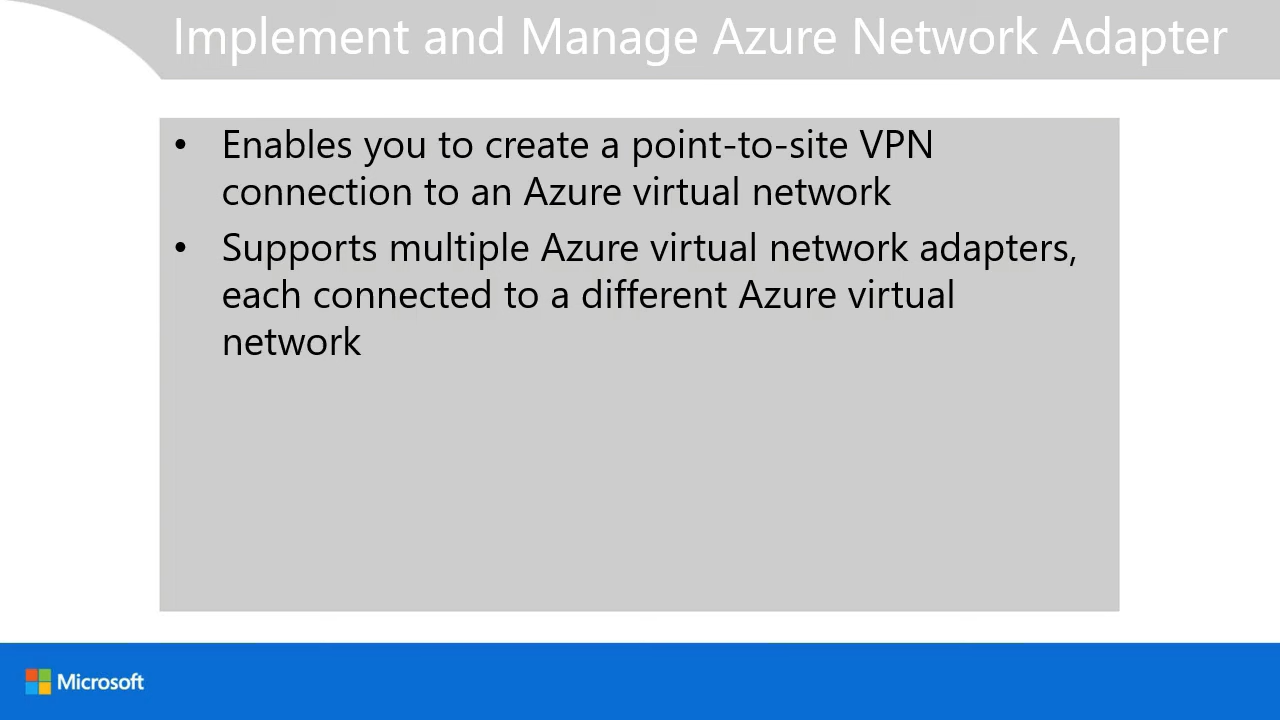 Implement and Manage Azure Network Adapter
• Enables you to create a point-to-site VPN
connection to an Azure virtual network
• Supports multiple Azure virtual network adapters,
each connected to a different Azure virtual
network
Microsoft